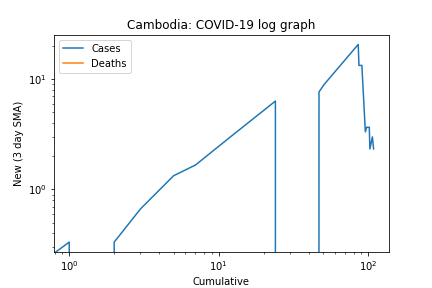 Cambodia: COVID-19 log graph
Cases
Deaths
New (3 day SMA)
10¹
10⁰
10⁰
10¹
10²
Cumulative